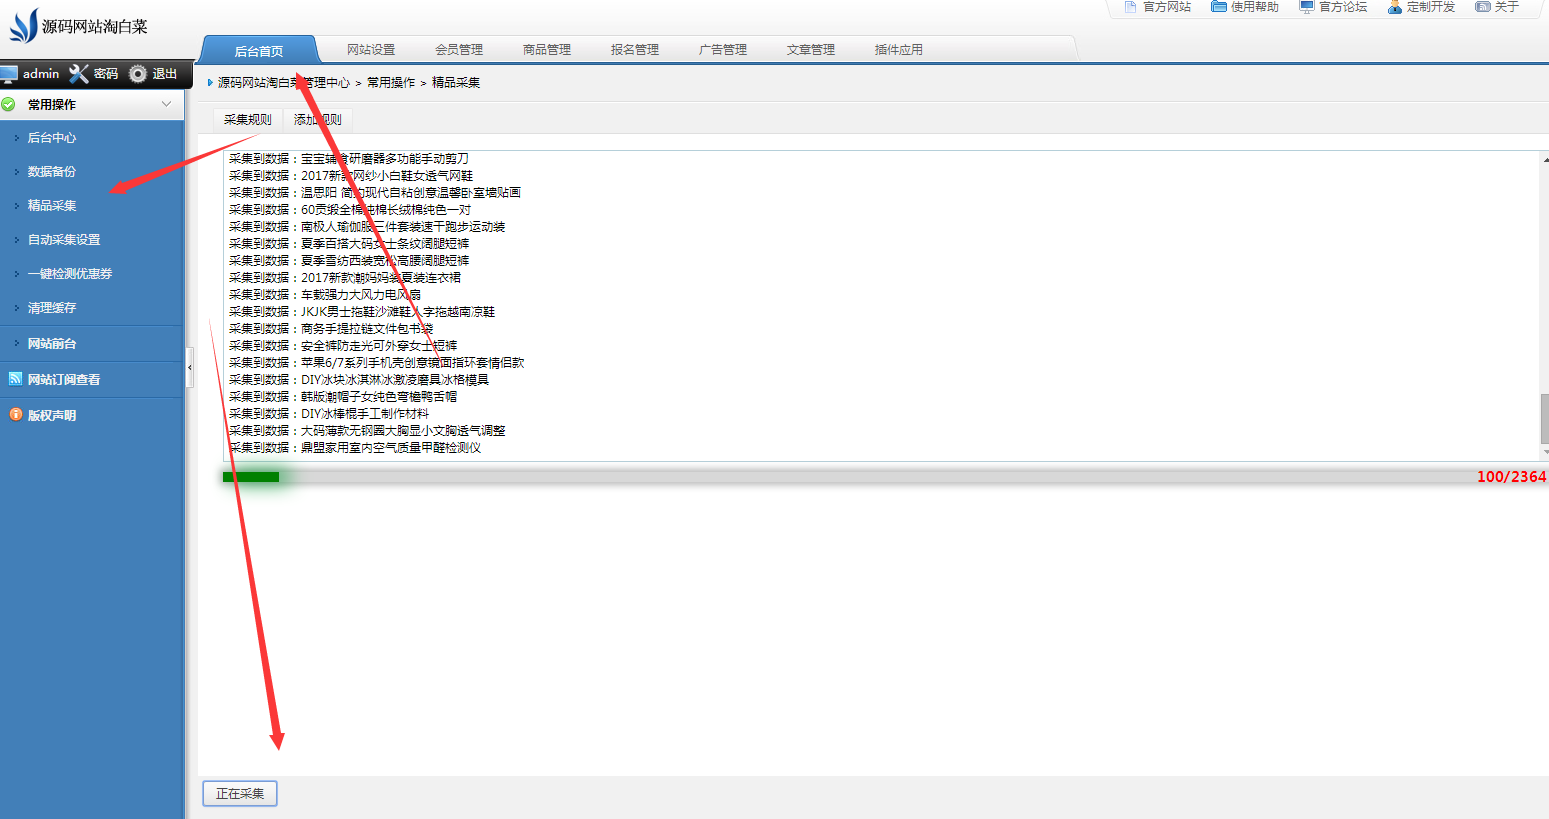 源码网站淘白菜
官方网站 使用帮助 官方论坛 定制开发 关于
后台首页 网站设置 会员管理 商品管理 报名管理 广告管理 文章管理 插件应用
admin 密码 退出
源码网站淘白菜管理中心 > 常用操作 > 精品采集
常用操作
后台中心
数据备份
精品采集
自动采集设置
一键检测优惠券
清理缓存
网站前台
网站订阅查看
版权声明
采集规则 添加规则
采集到数据：宝宝辅食研磨器多功能手动剪刀
采集到数据：2017新款网纱小白鞋女透气网鞋
采集到数据：温思阳 简约现代自粘创意温馨卧室墙贴画
采集到数据：60贡缎全棉纯棉长绒棉纯色一对
采集到数据：南极人瑜伽服三件套装速干跑步运动装
采集到数据：夏季百搭大码女士条纹阔腿短裤
采集到数据：夏季雪纺西装宽松高腰阔腿短裤
采集到数据：2017新款潮妈妈装夏装连衣裙
采集到数据：车载强力大风力电风扇
采集到数据：JKJK男士拖鞋沙滩鞋人字拖越南凉鞋
采集到数据：商务手提拉链文件包书袋
采集到数据：安全裤防走光可外穿女士短裤
采集到数据：苹果6/7系列手机壳创意镜面指环套情侣款
采集到数据：DIY冰块冰淇淋冰激凌磨具冰格模具
采集到数据：韩版潮帽子女纯色弯檐鸭舌帽
采集到数据：DIY冰棒棍手工制作材料
采集到数据：大码薄款无钢圈大胸显小文胸透气调整
采集到数据：鼎盟家用室内空气质量甲醛检测仪
100/2364
正在采集